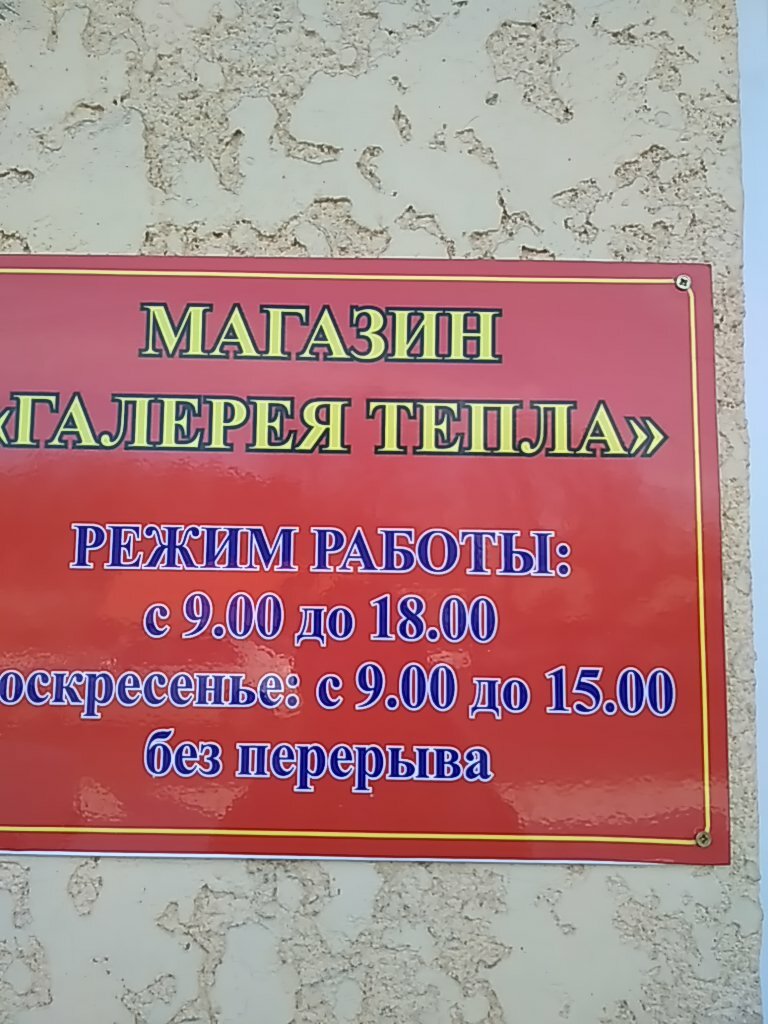 МАГАЗИН
«ГАЛЕРЕЯ ТЕПЛА»
РЕЖИМ РАБОТЫ:
с 9.00 до 18.00
оскресенье: с 9.00 до 15.00
без перерыва